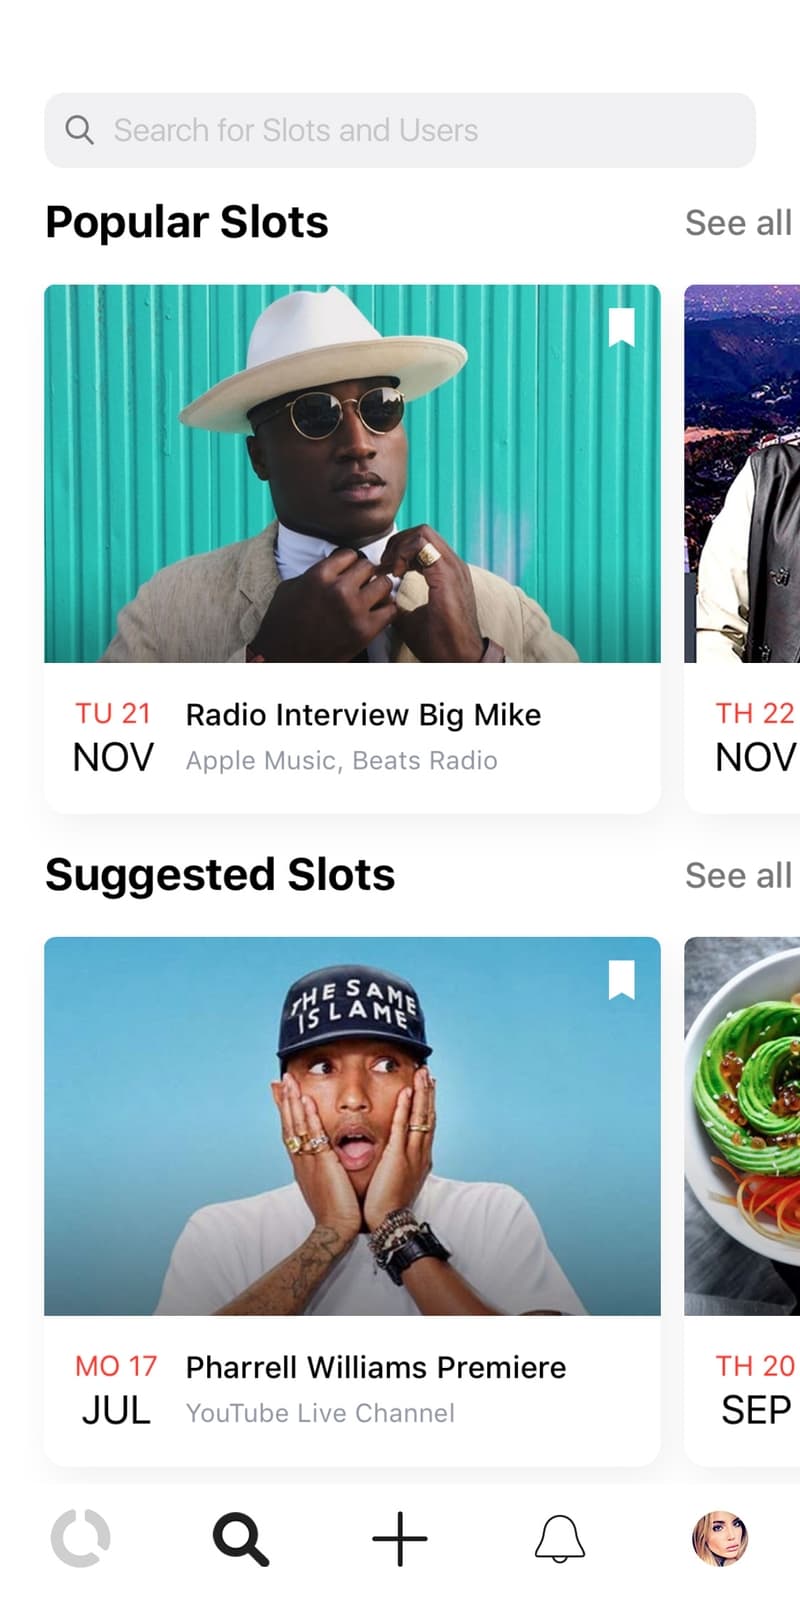 Search for Slots and Users
Popular Slots
See all
TU 21
NOV
Radio Interview Big Mike
Apple Music, Beats Radio
TH 22
NOV
Suggested Slots
See all
THE SAME
IS LAME
MO 17
JUL
Pharrell Williams Premiere
YouTube Live Channel
TH 20
SEP